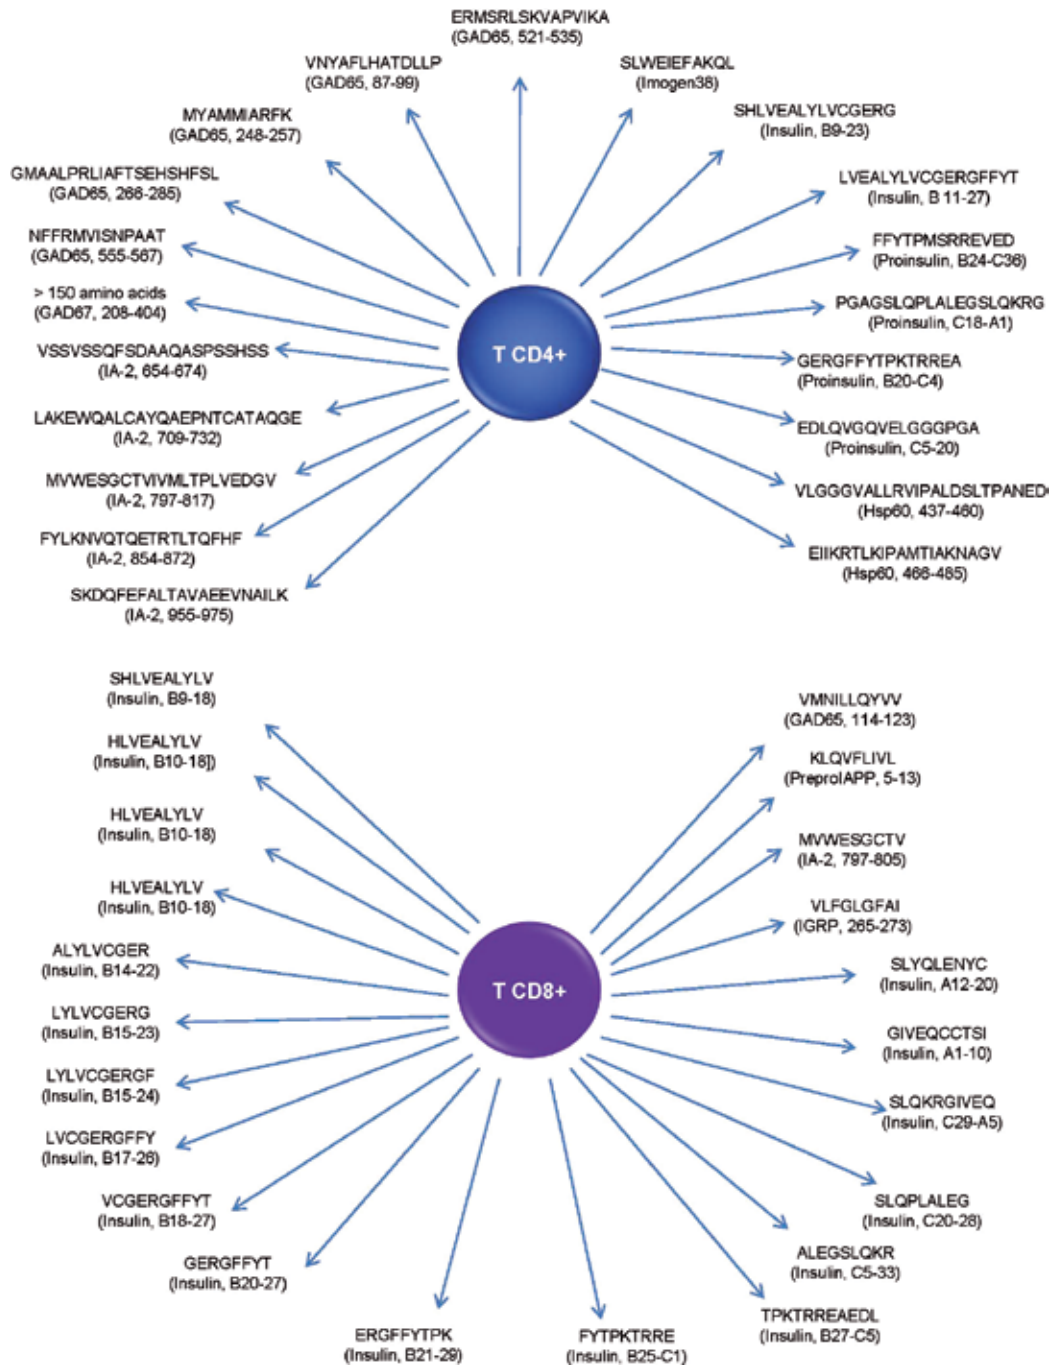 ERMSRLSKVAPVIKA
(GAD65, 521-535)
VNYAFLHATDLLP
(GAD65, 87-99)
SLWEIEFAKQL
(Imogen38)
MYAMMIARFK
(GAD65, 248-257)
SHLVEALYLVCGERG
(Insulin, B9-23)
GMAALPRLIAFTSEHSHFSL
(GAD65, 266-285)
LVEALYLVCGERGFFYT
(Insulin, B 11-27)
NFFRMVISNPAAT
(GAD65, 555-567)
FFYTPMSRREVED
(Proinsulin, B24-C36)
> 150 amino acids
(GAD67, 208-404)
PGAGSLQPLALEGSLQKRG
(Proinsulin, C18-A1)
T CD4+
VSSVSSQFSDAAQASPSSHSS
(IA-2, 654-674)
GERGFFYTPKTRREA
(Proinsulin, B20-C4)
LAKEWQALCAYQAEPNTCATAQGE
(IA-2, 709-732)
EDLQVGQVELGGGPGA
(Proinsulin, C5-20)
MVWESGCTVIVMLTPLVEDGV
(IA-2, 797-817)
VLGGGVALLRVIPALDSLTPANED
(Hsp60, 437-460)
FYLKNVQTQETRTLTQFHF
(IA-2, 854-872)
EIIKRTLKIPAMTIAKNAGV
(Hsp60, 466-485)
SKDQFEFALTAVAEEVNAILK
(IA-2, 955-975)
SHLVEALYLV
(Insulin, B9-18)
VMNILLQYVV
(GAD65, 114-123)
HLVEALYLV
(Insulin, B10-18])
KLQVFLIVL
(PreproIAPP, 5-13)
HLVEALYLV
(Insulin, B10-18)
MVWESGCTV
(IA-2, 797-805)
HLVEALYLV
(Insulin, B10-18)
VLFGLGFAI
(IGRP, 265-273)
T CD8+
ALYLVCGER
(Insulin, B14-22)
SLYQLENYC
(Insulin, A12-20)
LYLVCGERG
(Insulin, B15-23)
GIVEQCCTSI
(Insulin, A1-10)
LYLVCGERGF
(Insulin, B15-24)
SLQKRGIVEQ
(Insulin, C29-A5)
LVCGERGFFY
(Insulin, B17-26)
SLQPLALEG
(Insulin, C20-28)
VCGERGFFYT
(Insulin, B18-27)
ALEGSLQKR
(Insulin, C5-33)
GERGFFYT
(Insulin, B20-27)
TPKTRREAEDL
(Insulin, B27-C5)
ERGFFYTPK
(Insulin, B21-29)
FYTPKTRRE
(Insulin, B25-C1)